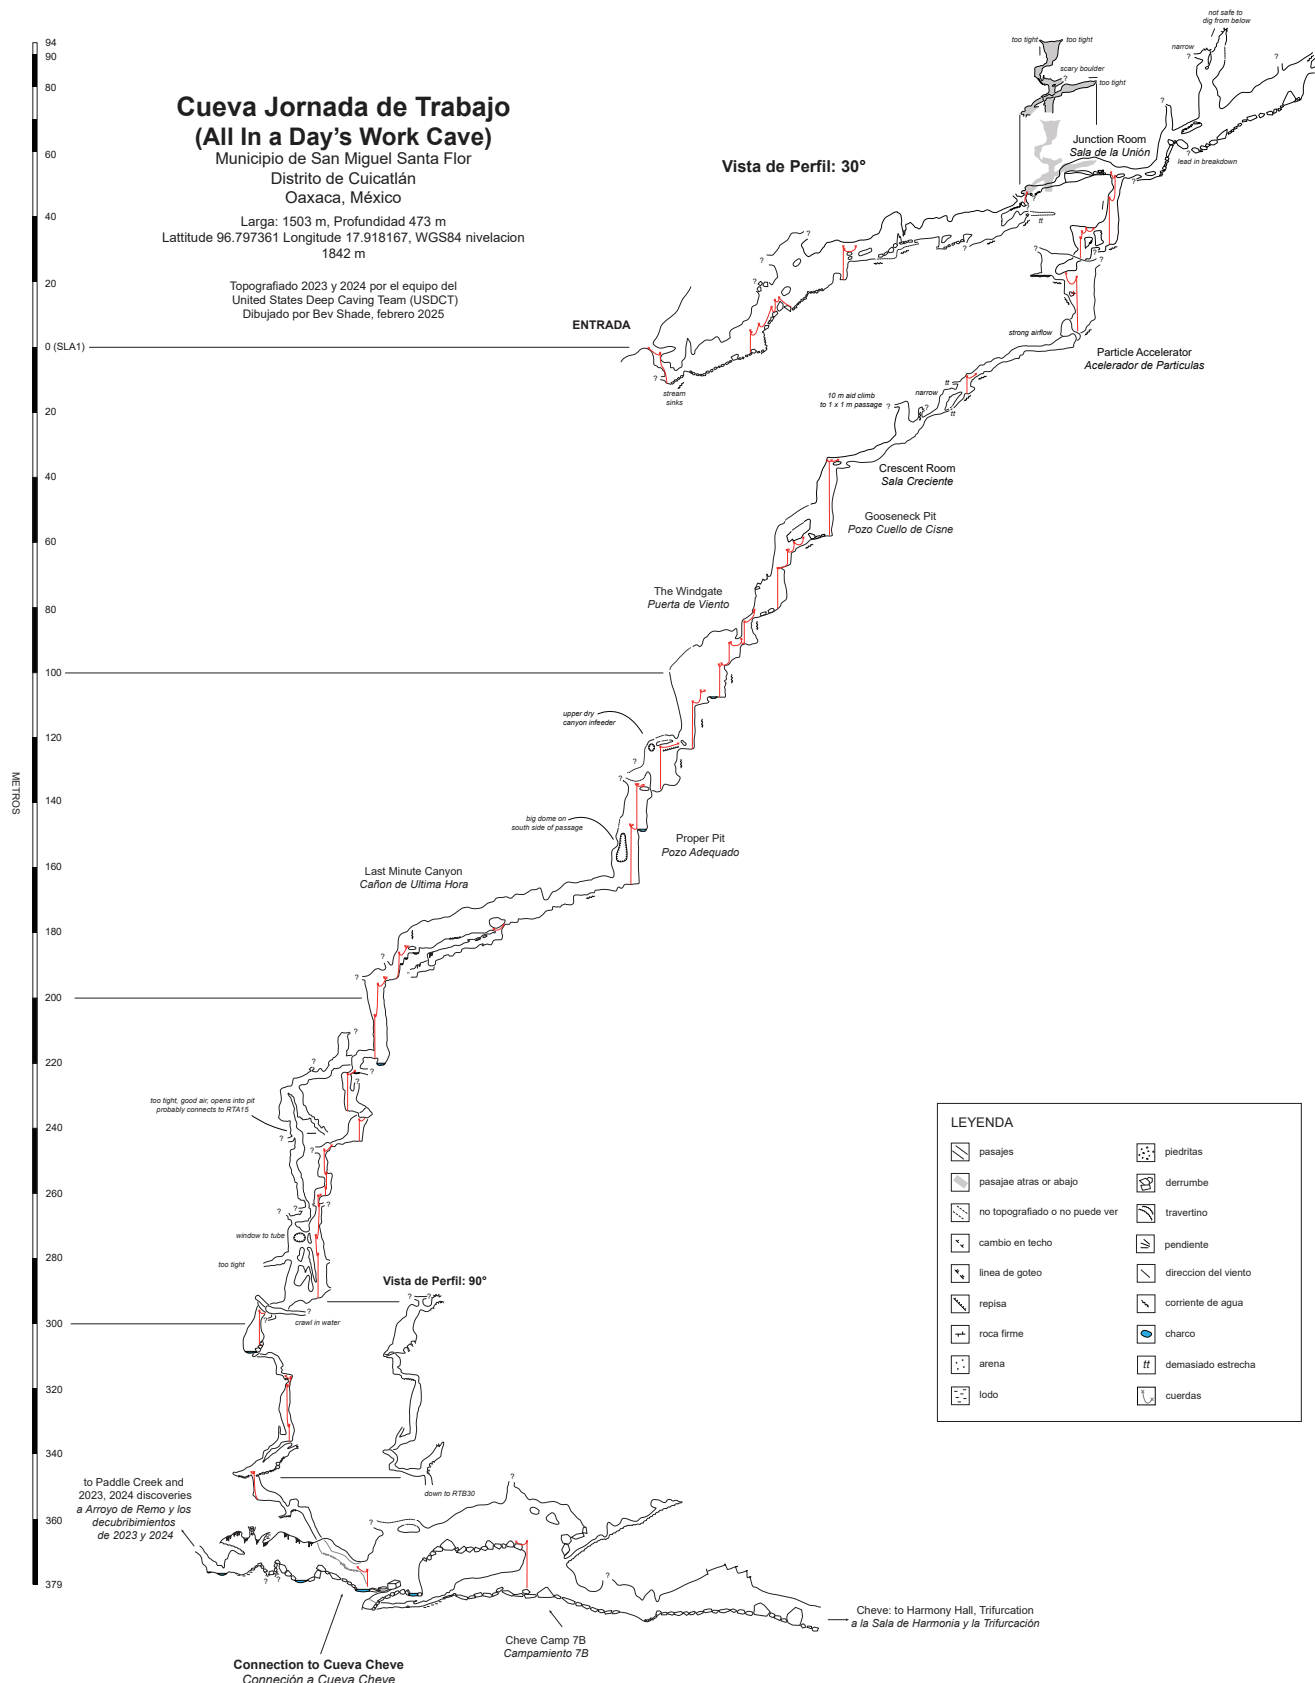 Cueva Jornada de Trabajo
(All In a Day's Work Cave)
Municipio de San Miguel Santa Flor
Distrito de Cuicatlán
Oaxaca, México
Larga: 1503 m, Profundidad 473 m
Lattitude 96.797361 Longitude 17.918167, WGS84 nivelacion
1842 m
Topografiado 2023 y 2024 por el equipo del
United States Deep Caving Team (USDCT)
Dibujado por Bev Shade, febrero 2025
Vista de Perfil: 30°
METROS
94
90
80
60
40
20
0 (SLA1)
20
40
60
80
100
120
140
160
180
200
220
240
260
280
300
320
340
360
379
not safe to
dig from below
narrow
?
?
too tight
too tight
scary boulder
?
too tight
?
Junction Room
Sala de la Unión
lead in breakdown
?
tt
?
?
?
?
?
?
ENTRADA
?
stream
sinks
strong airflow
Particle Accelerator
Acelerador de Particulas
tt
narrow
10 m aid climb
to 1 x 1 m passage
?
?
tt
Crescent Room
Sala Creciente
Gooseneck Pit
Pozo Cuello de Cisne
The Windgate
Puerta de Viento
upper dry
canyon infeeder
?
?
big dome on
south side of passage
Proper Pit
Pozo Adequado
Last Minute Canyon
Cañon de Ultima Hora
?
?
?
?
?
?
too tight, good air, opens into pit
probably connects to RTA15
?
?
?
?
?
window to tube
too tight
Vista de Perfil: 90°
?
?
?
crawl in water
?
down to RTB30
to Paddle Creek and
2023, 2024 discoveries
a Arroyo de Remo y los
decubribimientos
de 2023 y 2024
?
?
?
?
?
?
Cheve Camp 7B
Campamiento 7B
Cheve: to Harmony Hall, Trifurcation
a la Sala de Harmonia y la Trifurcación
Connection to Cueva Cheve
Coneción a Cueva Cheve
LEYENDA
pasajes
pasajae atras or abajo
no topografiado o no puede ver
cambio en techo
linea de goteo
repisa
roca firme
arena
lodo
piedritas
derrumbe
travertino
pendiente
direccion del viento
corriente de agua
charco
tt
demasiado estrecha
cuerdas